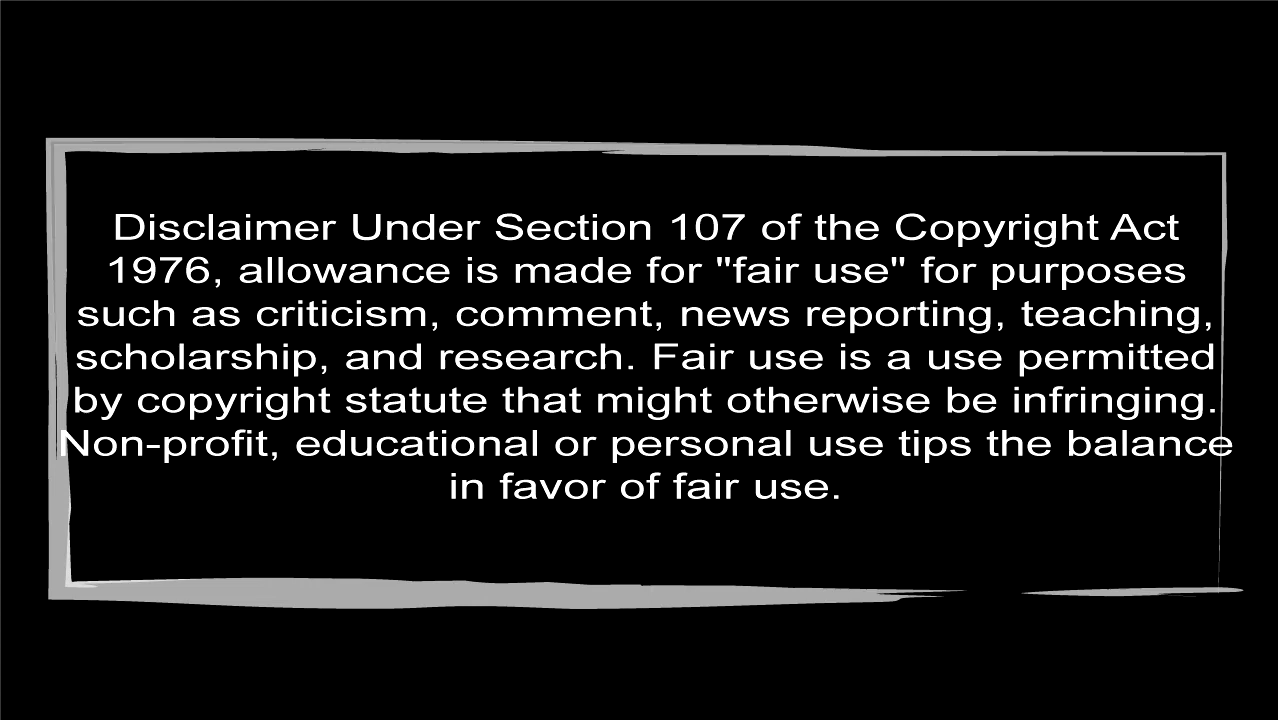 Disclaimer Under Section 107 of the Copyright Act
1976, allowance is made for "fair use" for purposes
such as criticism, comment, news reporting, teaching,
scholarship, and research. Fair use is a use permitted
by copyright statute that might otherwise be infringing.
Non-profit, educational or personal use tips the balance
in favor of fair use.